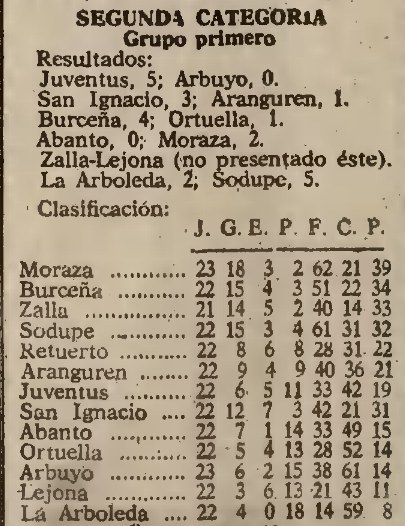 SEGUNDA CATEGORIA
Grupo primero
Resultados:
Juventus, 5; Arbuyo, 0.
San Ignacio, 3; Aranguren, 1.
Burceña, 4; Ortuella, 1.
Abanto, 0; Moraza, 2.
Zalla-Lejona (no presentado éste).
La Arboleda, 2; Sodupe, 5.
Clasificación:
J. G. E. P. F. C. P.
Moraza ........... 23 18 3 2 62 21 39
Burceña .......... 22 15 4 3 51 22 34
Zalla ............ 21 14 5 2 40 14 33
Sodupe ........... 22 15 3 4 61 31 32
Retuerto ......... 22 8 6 8 28 31 22
Aranguren ........ 22 9 4 9 40 36 21
Juventus ......... 22 6 5 11 33 42 19
San Ignacio .... 22 12 7 3 42 21 31
Abanto ........... 22 7 1 14 33 49 15
Ortuella ......... 22 5 4 13 28 52 14
Arbuyo ........... 23 6 2 15 38 61 14
Lejona ........... 22 3 6 13 21 43 11
La Arboleda .... 22 4 0 18 14 59 8